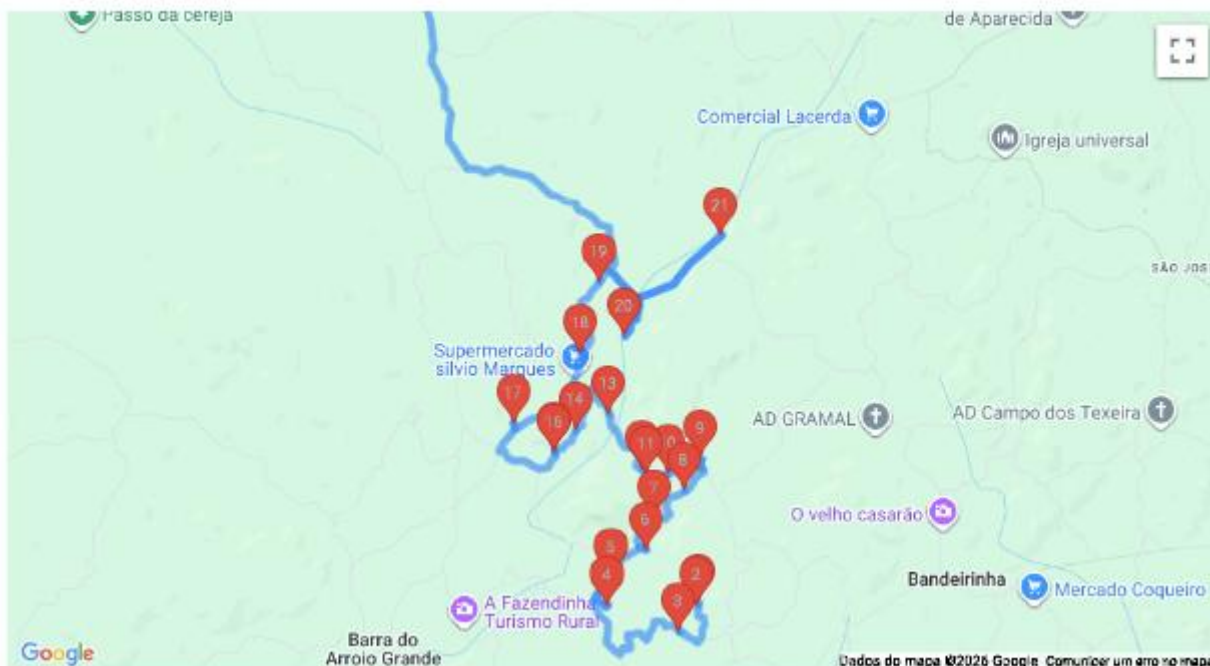 Passo da cereja
de Aparecida
Comercial Lacerda
Igreja universal
21
19
SÃO JOS
20
18
Supermercado
silvio Marques
17
13
14
16
AD GRAMAL
AD Campo dos Texeira
9
11
0
8
7
O velho casarão
6
5
4
2
3
Bandeirinha
Mercado Coqueiro
A Fazendinha
Turismo Rural
Barra do
Arroio Grande
Google
Dados do mapa ©2026 Google Comunicar um erro no mapa